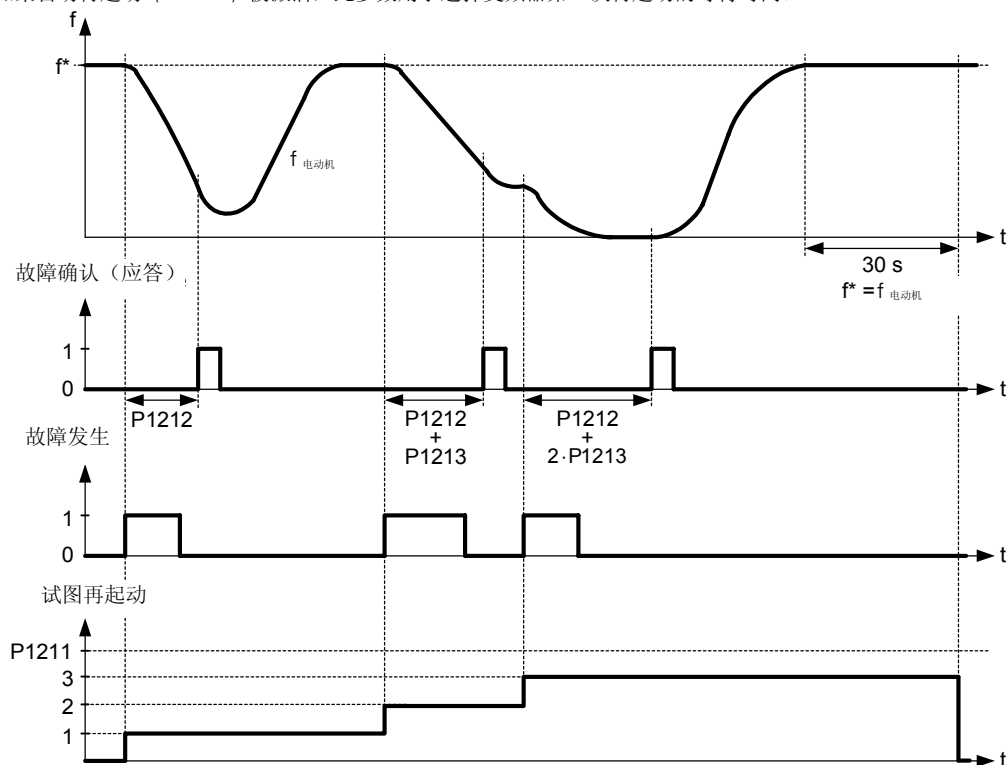 f
f*
f 电动机
t
30 s
f* = f 电动机
故障确认（应答）
1
0
t
P1212
P1212
+
P1213
P1212
+
2·P1213
故障发生
1
0
t
试图再起动
P1211
3
2
1
t